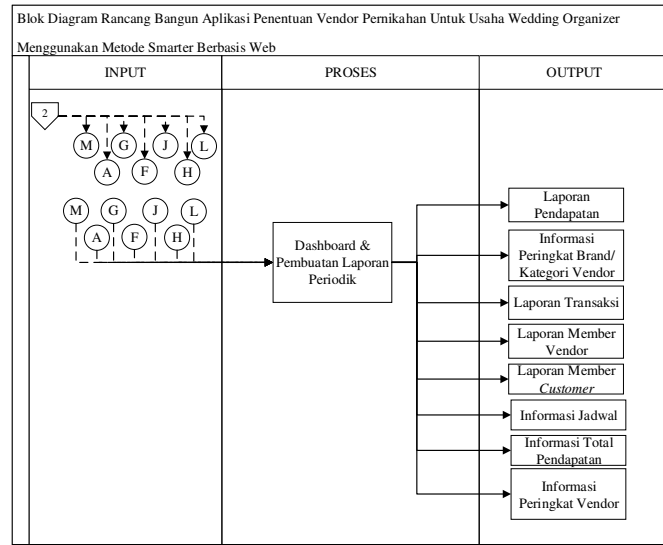 Blok Diagram Rancang Bangun Aplikasi Penentuan Vendor Pernikahan Untuk Usaha Wedding Organizer
Menggunakan Metode Smarter Berbasis Web
INPUT
PROSES
OUTPUT
2
M
G
J
L
A
F
H
M
G
J
L
A
F
H
Dashboard &
Pembuatan Laporan
Periodik
Laporan
Pendapatan
Informasi
Peringkat Brand/
Kategori Vendor
Laporan Transaksi
Laporan Member
Vendor
Laporan Member
Customer
Informasi Jadwal
Informasi Total
Pendapatan
Informasi
Peringkat Vendor